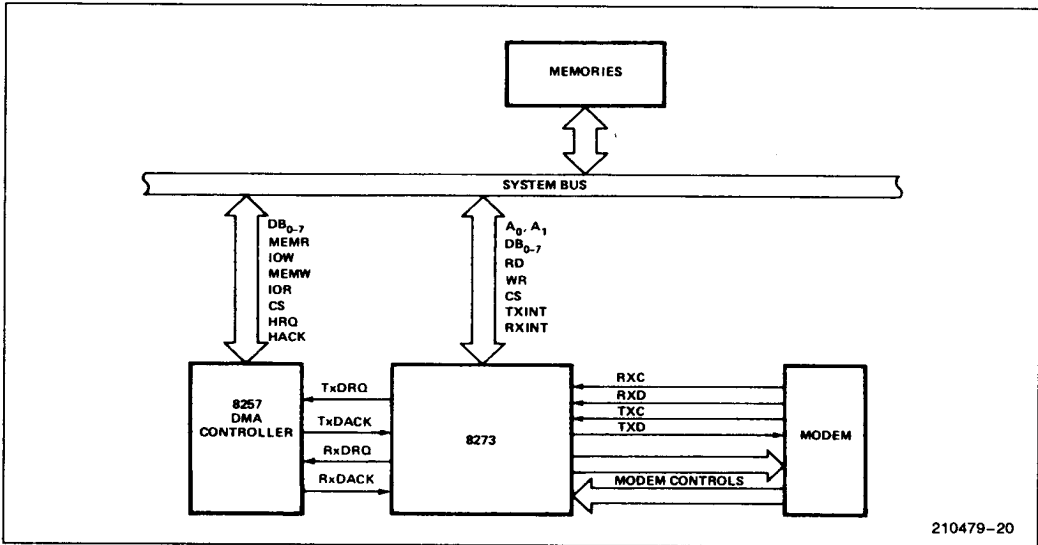 MEMORIES
SYSTEM BUS
DB₀₋₇
MEMR
IOW
MEMW
IOR
CS
HRQ
HACK
A₀, A₁
DB₀₋₇
RD
WR
CS
TXINT
RXINT
8257
DMA
CONTROLLER
TxDRQ
TxDACK
RxDRQ
RxDACK
8273
RXC
RXD
TXC
TXD
MODEM CONTROLS
MODEM
210479-20